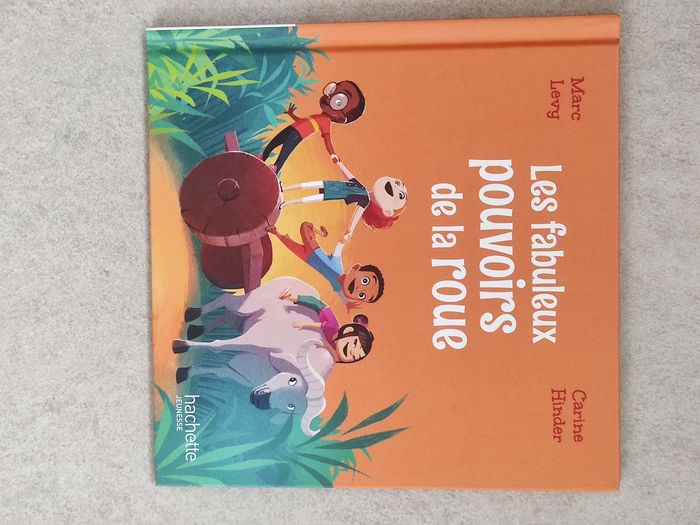 Marc
Levy
Carine
Hinder
Les fabuleux
pouvoirs
de la roue
hachette
JEUNESSE